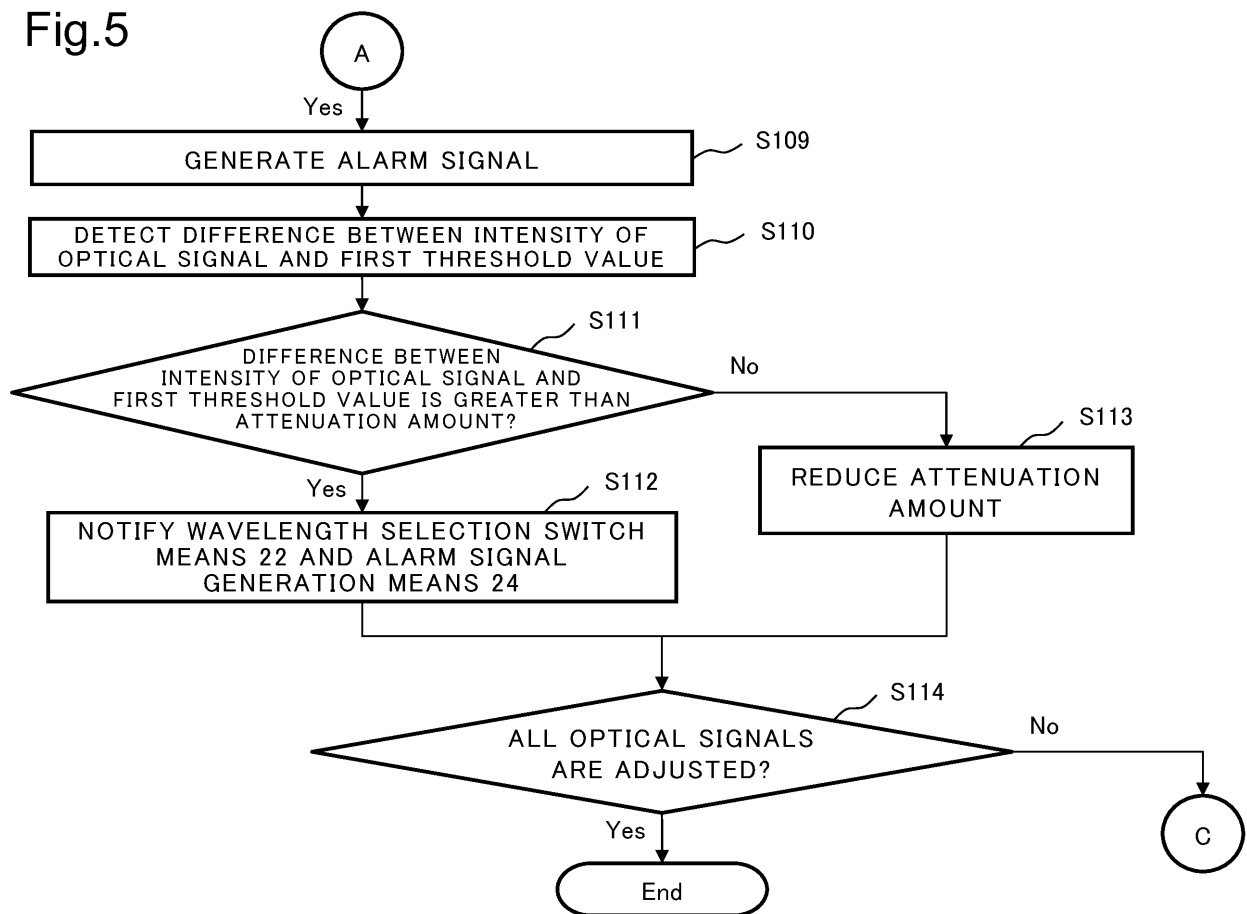 Fig.5
A
Yes
GENERATE ALARM SIGNAL
S109
DETECT DIFFERENCE BETWEEN INTENSITY OF
OPTICAL SIGNAL AND FIRST THRESHOLD VALUE
S110
S111
DIFFERENCE BETWEEN
INTENSITY OF OPTICAL SIGNAL AND
FIRST THRESHOLD VALUE IS GREATER THAN
ATTENUATION AMOUNT?
No
Yes
S112
NOTIFY WAVELENGTH SELECTION SWITCH
MEANS 22 AND ALARM SIGNAL
GENERATION MEANS 24
S113
REDUCE ATTENUATION
AMOUNT
S114
ALL OPTICAL SIGNALS
ARE ADJUSTED?
No
Yes
C
End